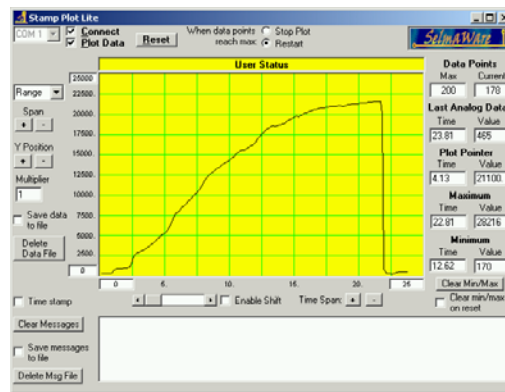 Stamp Plot Lite
COM 1
Connect
Plot Data
Reset
When data points reach max:
Stop Plot
Restart
SelmaWare
User Status
25000
22500.
20000.
17500.
15000.
12500.
10000.
7500.
5000.
2500.
0
Range
Span
+ -
Y Position
+ -
Multiplier
1
Save data to file
Delete Data File
0 6. 10. 15. 20. 25
Time stamp
Enable Shift
Time Span: + -
Clear Messages
Save messages to file
Delete Msg File
Data Points
Max Current
200 178
Last Analog Data
Time Value
23.81 465
Plot Pointer
Time Value
4.13 21100.
Maximum
Time Value
22.81 28216
Minimum
Time Value
12.62 170
Clear Min/Max
Clear min/max on reset